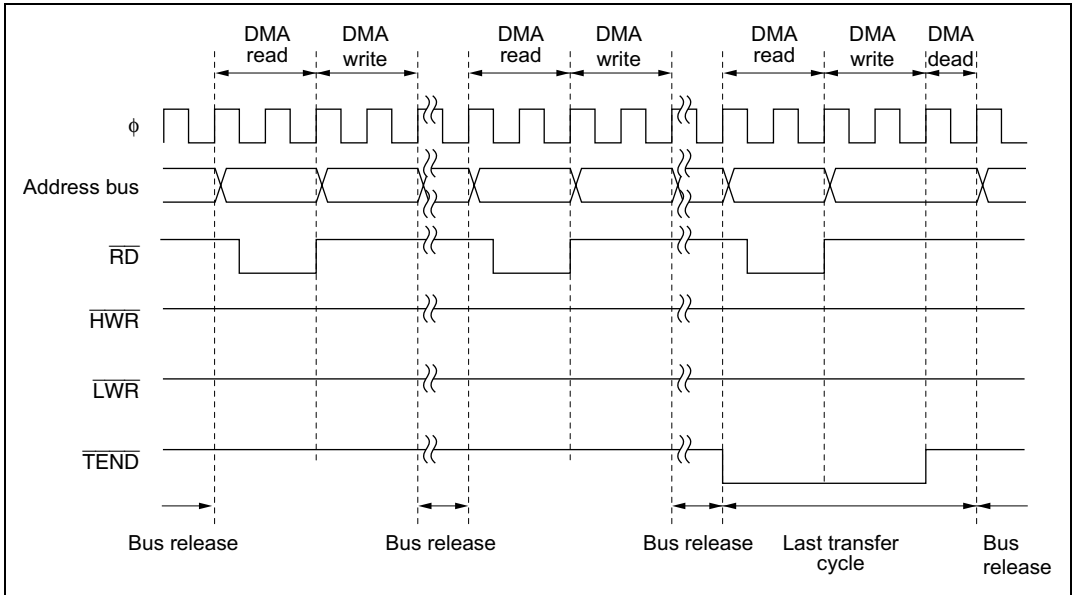 DMA read
DMA write
DMA read
DMA write
DMA read
DMA write
DMA dead
φ
Address bus
RD
HWR
LWR
TEND
Bus release
Bus release
Bus release
Last transfer cycle
Bus release